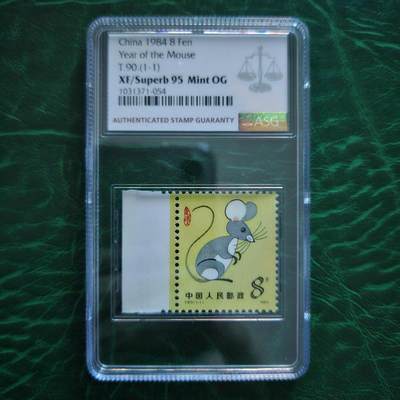 China 1984 8 Fen
Year of the Mouse
T.90.(1-1)
XF/Superb 95 Mint OG
1031371-054
AUTHENTICATED STAMP GUARANTY
ASG
中国人民邮政
8